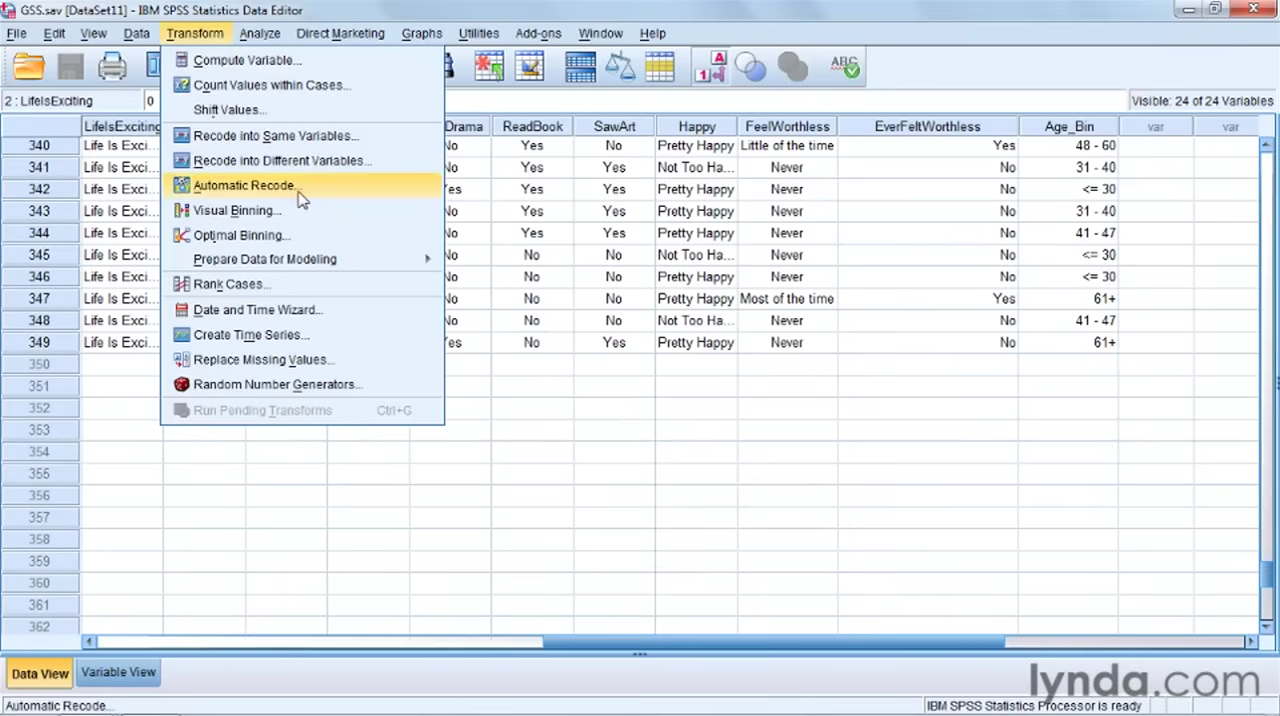 GSS.sav [DataSet11] - IBM SPSS Statistics Data Editor
File Edit View Data Transform Analyze Direct Marketing Graphs Utilities Add-ons Window Help
2 : LifeIsExciting 0 Visible: 24 of 24 Variables
LifeIsExciting Drama ReadBook SawArt Happy FeelWorthless EverFeltWorthless Age_Bin var var
340 Life Is Exci... No Yes No Pretty Happy Little of the time Yes 48 - 60
341 Life Is Exci... No Yes Yes Not Too Ha... Never No 31 - 40
342 Life Is Exci... Yes Yes Yes Pretty Happy Never No <= 30
343 Life Is Exci... No Yes Yes Pretty Happy Never No 31 - 40
344 Life Is Exci... No Yes Yes Pretty Happy Never No 41 - 47
345 Life Is Exci... No No No Not Too Ha... Never No <= 30
346 Life Is Exci... No No No Pretty Happy Never No <= 30
347 Life Is Exci... No No No Pretty Happy Most of the time Yes 61+
348 Life Is Exci... No No No Not Too Ha... Never No 41 - 47
349 Life Is Exci... Yes No Yes Pretty Happy Never No 61+
350
351
352
353
354
355
356
357
358
359
360
361
362
Compute Variable...
Count Values within Cases...
Shift Values...
Recode into Same Variables...
Recode into Different Variables...
Automatic Recode...
Visual Binning...
Optimal Binning...
Prepare Data for Modeling
Rank Cases...
Date and Time Wizard...
Create Time Series...
Replace Missing Values...
Random Number Generators...
Run Pending Transforms Ctrl+G
Data View Variable View
lynda.com
Automatic Recode... IBM SPSS Statistics Processor is ready